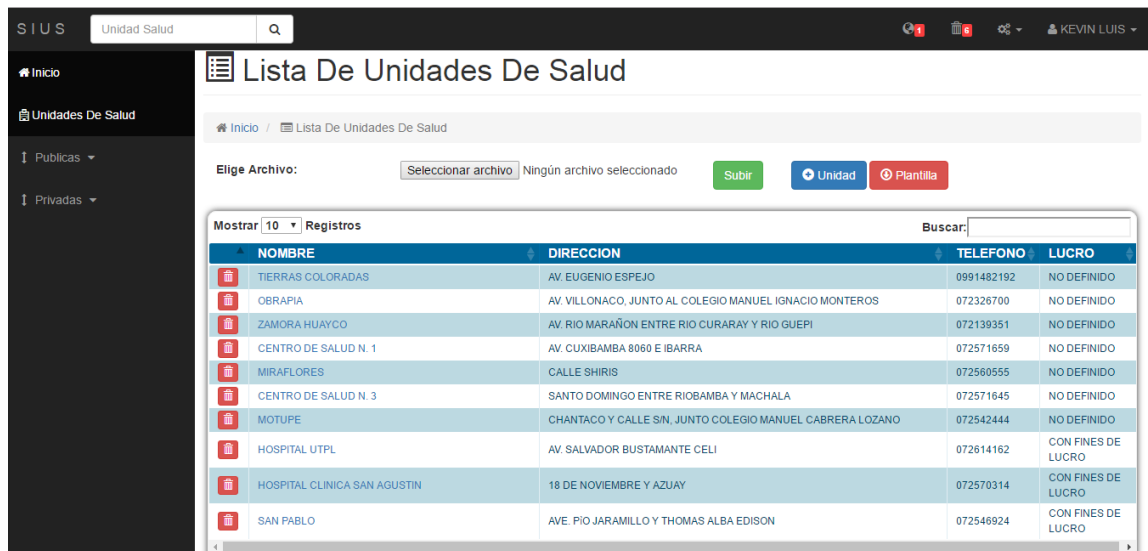 SIUS Unidad Salud 1 6 KEVIN LUIS
Inicio
Unidades De Salud
Publicas
Privadas
Lista De Unidades De Salud
Inicio / Lista De Unidades De Salud
Elige Archivo: Seleccionar archivo Ningún archivo seleccionado Subir Unidad Plantilla
Mostrar 10 Registros Buscar:
NOMBRE DIRECCION TELEFONO LUCRO
TIERRAS COLORADAS AV. EUGENIO ESPEJO 0991482192 NO DEFINIDO
OBRAPIA AV. VILLONACO, JUNTO AL COLEGIO MANUEL IGNACIO MONTEROS 072326700 NO DEFINIDO
ZAMORA HUAYCO AV. RIO MARAÑON ENTRE RIO CURARAY Y RIO GUEPI 072139351 NO DEFINIDO
CENTRO DE SALUD N. 1 AV. CUXIBAMBA 8060 E IBARRA 072571659 NO DEFINIDO
MIRAFLORES CALLE SHIRIS 072560555 NO DEFINIDO
CENTRO DE SALUD N. 3 SANTO DOMINGO ENTRE RIOBAMBA Y MACHALA 072571645 NO DEFINIDO
MOTUPE CHANTACO Y CALLE S/N, JUNTO COLEGIO MANUEL CABRERA LOZANO 072542444 NO DEFINIDO
HOSPITAL UTPL AV. SALVADOR BUSTAMANTE CELI 072614162 CON FINES DE
LUCRO
HOSPITAL CLINICA SAN AGUSTIN 18 DE NOVIEMBRE Y AZUAY 072570314 CON FINES DE
LUCRO
SAN PABLO AVE. PíO JARAMILLO Y THOMAS ALBA EDISON 072546924 CON FINES DE
LUCRO